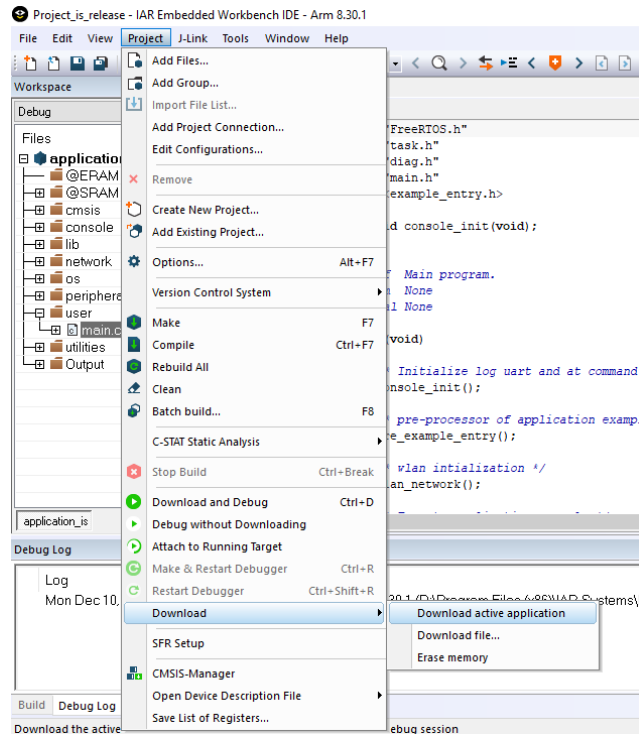 Project_is_release - IAR Embedded Workbench IDE - Arm 8.30.1
File Edit View Project J-Link Tools Window Help
Workspace
Debug
Files
application
@ERAM
@SRAM
cmsis
console
lib
network
os
periphera
user
main.c
utilities
Output
application_is
Add Files...
Add Group...
Import File List...
Add Project Connection...
Edit Configurations...
Remove
Create New Project...
Add Existing Project...
Options... Alt+F7
Version Control System
Make F7
Compile Ctrl+F7
Rebuild All
Clean
Batch build... F8
C-STAT Static Analysis
Stop Build Ctrl+Break
Download and Debug Ctrl+D
Debug without Downloading
Attach to Running Target
Make & Restart Debugger Ctrl+R
Restart Debugger Ctrl+Shift+R
Download
SFR Setup
CMSIS-Manager
Open Device Description File
Save List of Registers...
Download active application
Download file...
Erase memory
"FreeRTOS.h"
"task.h"
"diag.h"
"main.h"
<example_entry.h>
id console_init(void);
Main program.
None
None
(void)
Initialize log uart and at command
onsole_init();
pre-processor of application examp
re_example_entry();
wlan intialization */
lan_network();
Debug Log
Log
Mon Dec 10,
30.1 (D:\Program Files (x86)\IAR Systems\
Build Debug Log
Download the active
ebug session